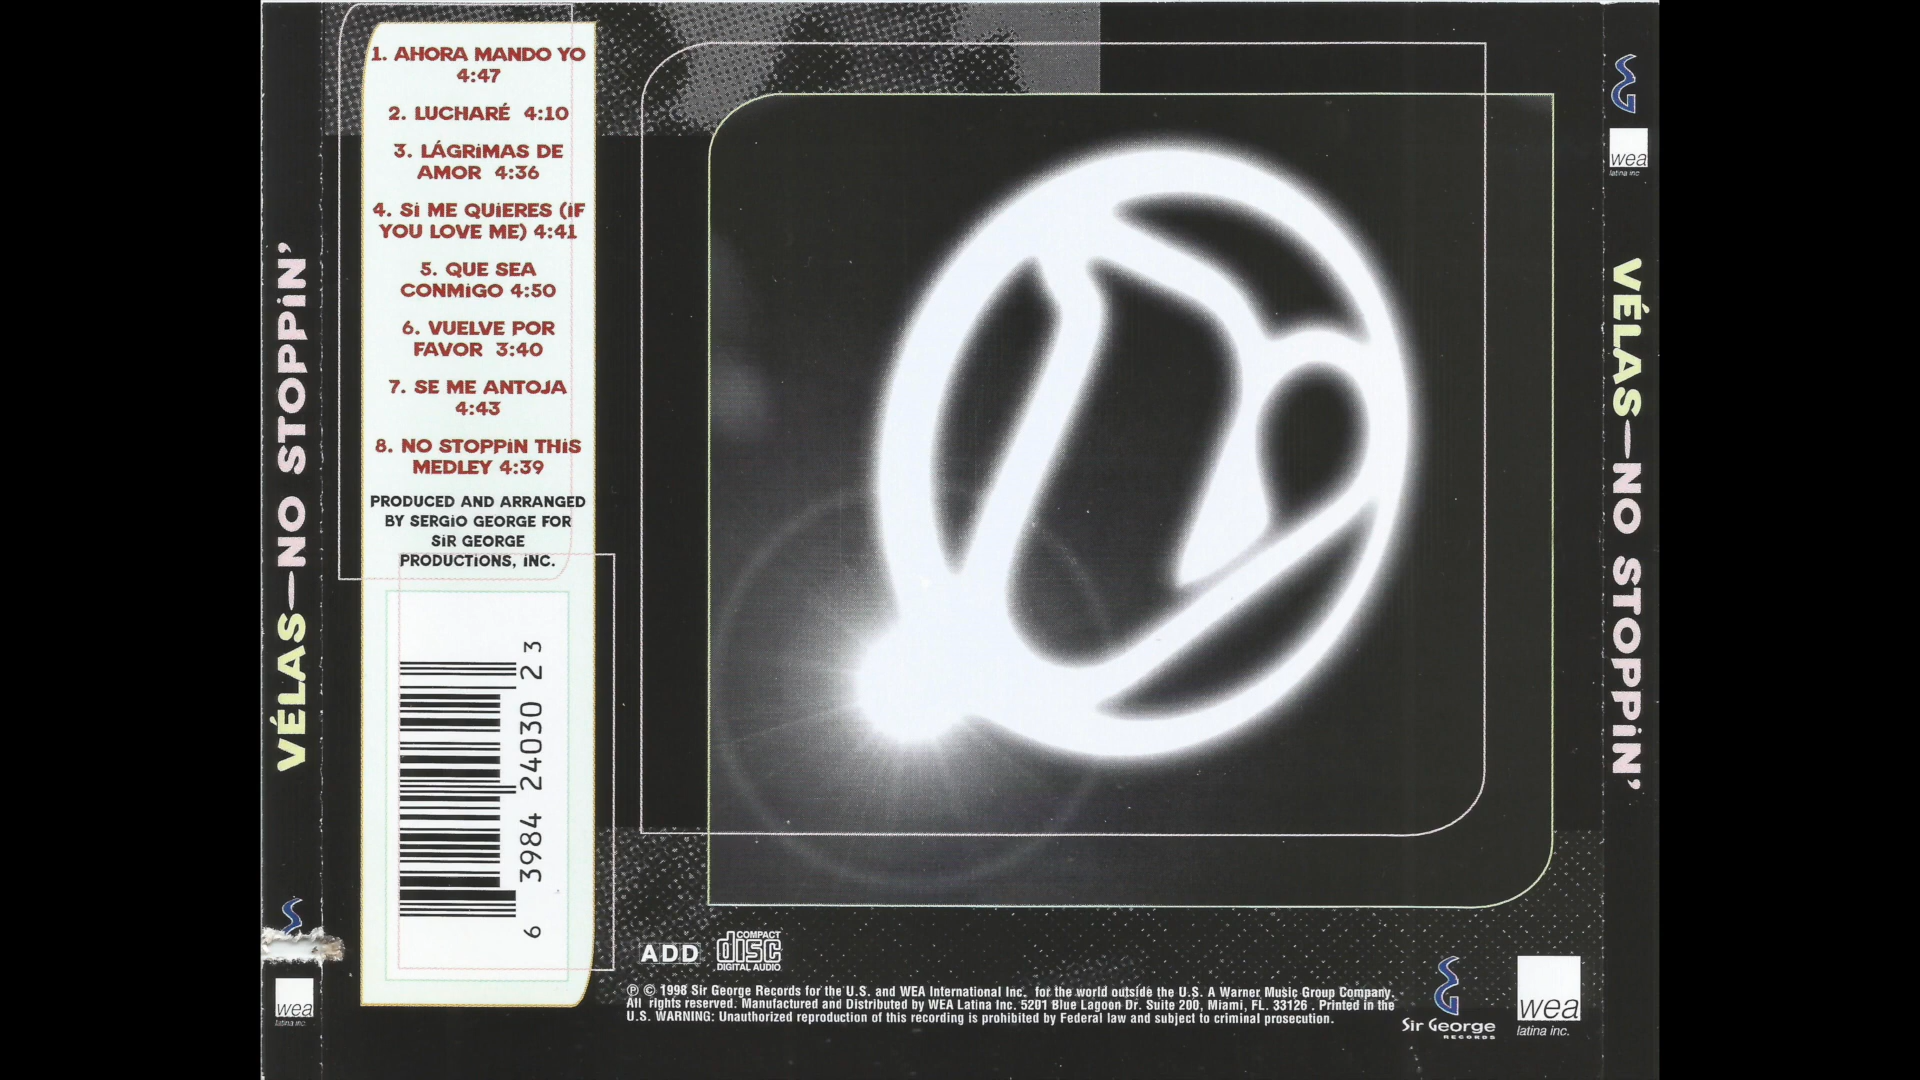 VÉLAS—NO STOPPiN'
1. AHORA MANDO YO
4:47
2. LUCHARÉ 4:10
3. LÁGRiMAS DE
AMOR 4:36
4. Si ME QUiERES (iF
YOU LOVE ME) 4:41
5. QUE SEA
CONMiGO 4:50
6. VUELVE POR
FAVOR 3:40
7. SE ME ANTOJA
4:43
8. NO STOPPiN THiS
MEDLEY 4:39
PRODUCED AND ARRANGED
BY SERGiO GEORGE FOR
SiR GEORGE
PRODUCTiONS, iNC.
6 39842 40302 3
wea
latina inc.
ADD
COMPACT
disc
DIGITAL AUDIO
℗ © 1998 Sir George Records for the U.S. and WEA International Inc. for the world outside the U.S. A Warner Music Group Company.
All rights reserved. Manufactured and Distributed by WEA Latina Inc. 5201 Blue Lagoon Dr. Suite 200, Miami, FL. 33126 . Printed in the
U.S. WARNING: Unauthorized reproduction of this recording is prohibited by Federal law and subject to criminal prosecution.
Sir George
RECORDS
wea
latina inc.
SG
wea
latina inc
VÉLAS—NO STOPPiN'